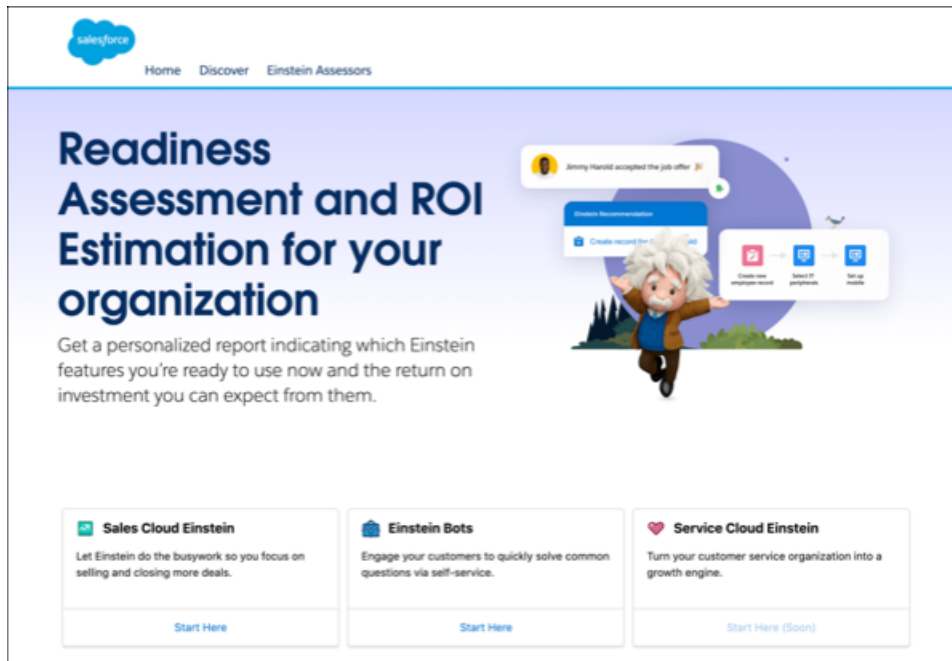 salesforce
Home Discover Einstein Assessors
Readiness
Assessment and ROI
Estimation for your
organization
Get a personalized report indicating which Einstein
features you're ready to use now and the return on
investment you can expect from them.
Jimmy Harold accepted the job offer 🎉
Einstein Recommendation
Create record for
Create new
employee record
Select IT
peripherals
Set up
mobile
Sales Cloud Einstein
Let Einstein do the busywork so you focus on
selling and closing more deals.
Start Here
Einstein Bots
Engage your customers to quickly solve common
questions via self-service.
Start Here
Service Cloud Einstein
Turn your customer service organization into a
growth engine.
Start Here (Soon)